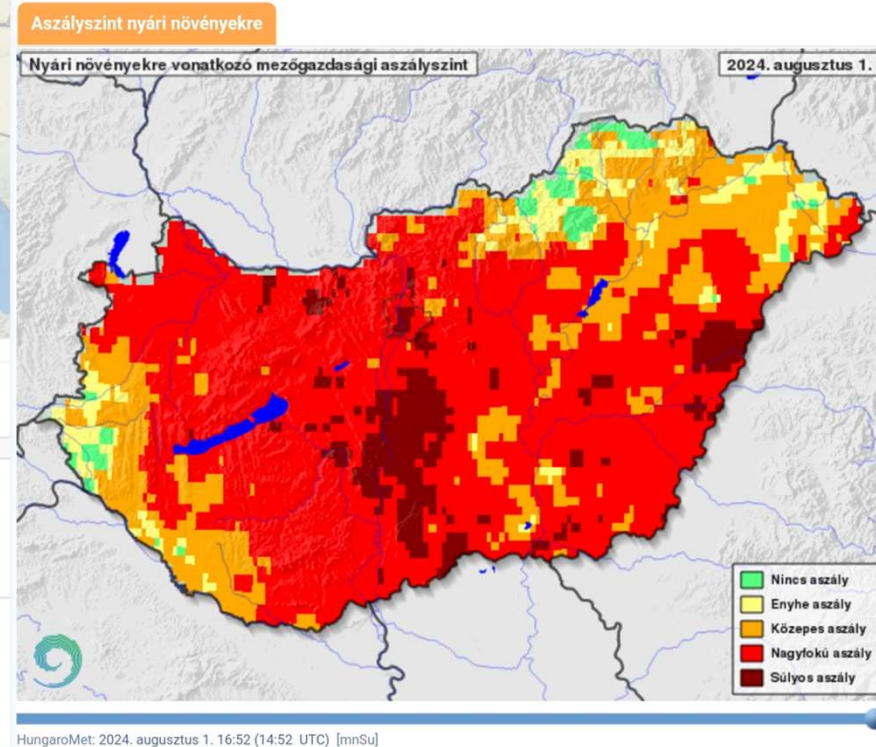 Aszályszint nyári növényekre
Nyári növényekre vonatkozó mezőgazdasági aszályszint
2024. augusztus 1.
Nincs aszály
Enyhe aszály
Közepes aszály
Nagyfokú aszály
Súlyos aszály
HungaroMet: 2024. augusztus 1. 16:52 (14:52 UTC) [mnSu]